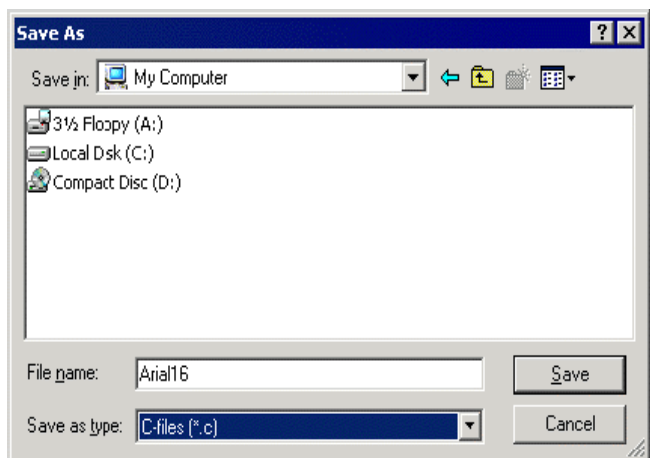 Save As
Save in: My Computer
3½ Floppy (A:)
Local Dsk (C:)
Compact Disc (D:)
File name: Arial16 Save
Save as type: C-files (*.c) Cancel